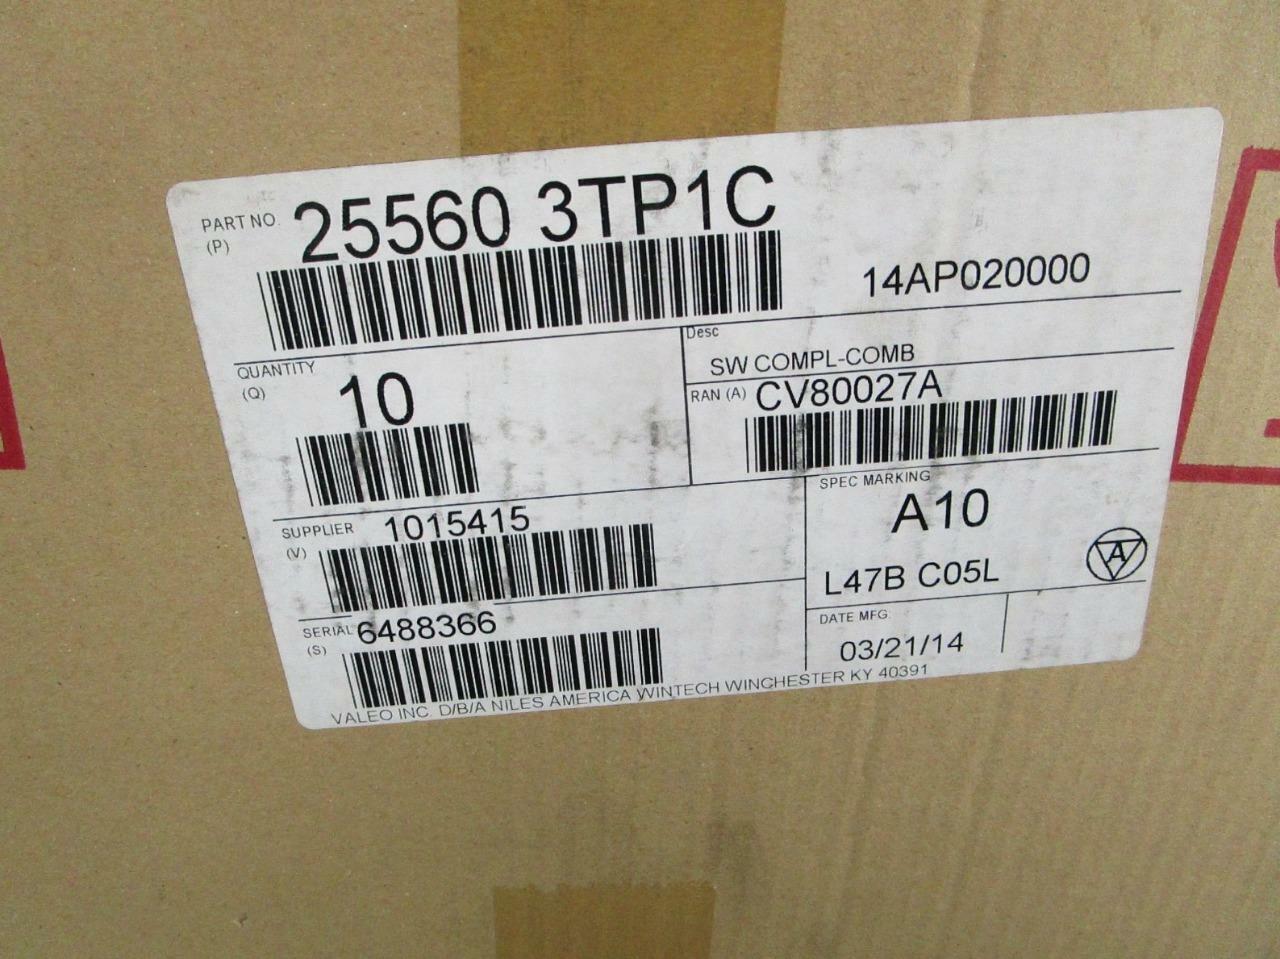 PART NO. 25560 3TP1C
(P)
14AP020000
QUANTITY
(Q) 10
Desc
SW COMPL-COMB
RAN (A) CV80027A
SUPPLIER 1015415
(V)
SPEC MARKING
A10
L47B C05L
A
SERIAL 6488366
(S)
DATE MFG.
03/21/14
VALEO INC. D/B/A NILES AMERICA WINTECH WINCHESTER KY 40391